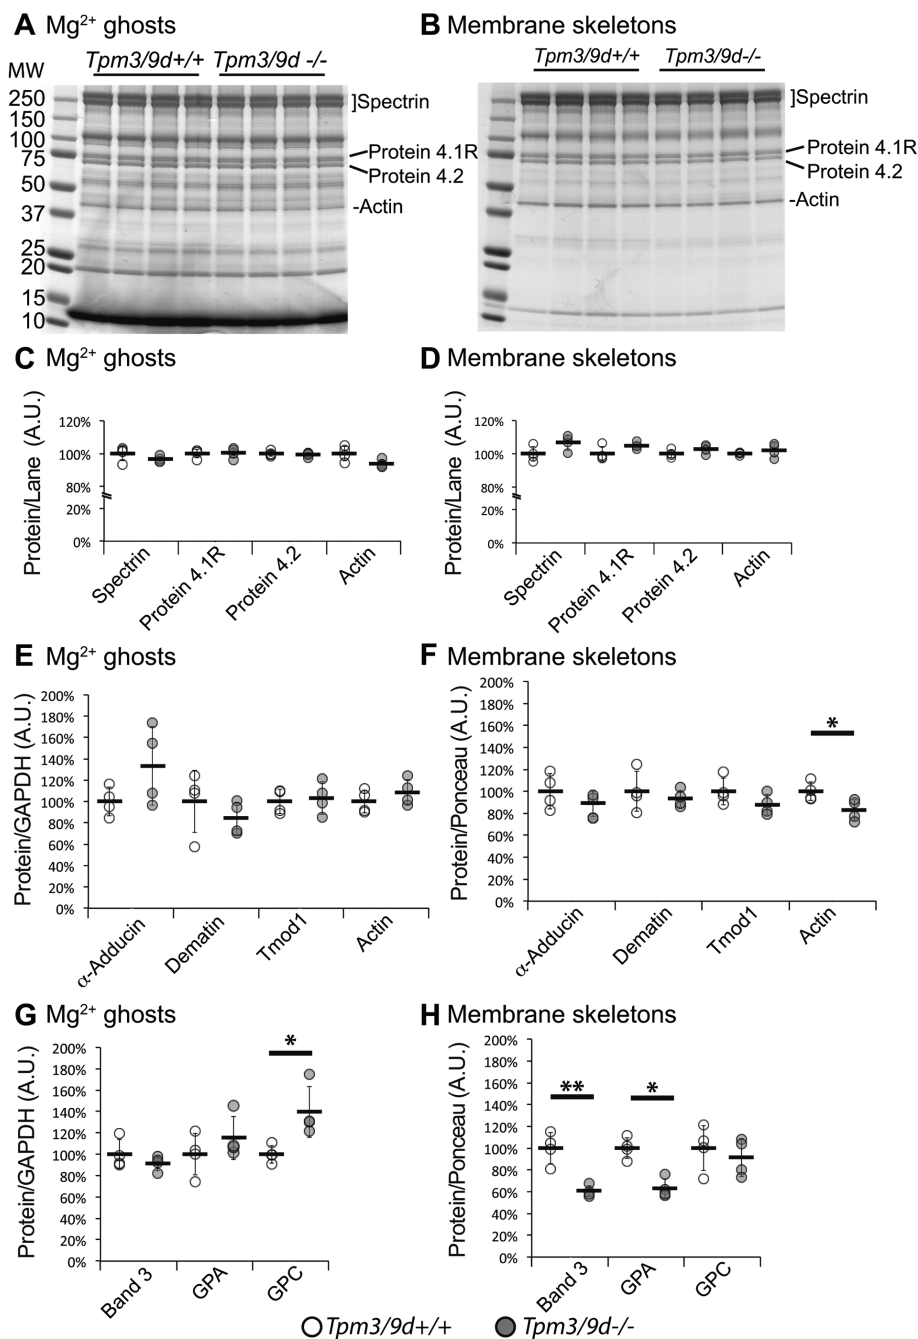 A Mg2+ ghosts
B Membrane skeletons
Tpm3/9d+/+ Tpm3/9d -/-
Tpm3/9d+/+ Tpm3/9d-/-
MW
250
150
100
75
50
37
25
20
15
10
]Spectrin
Protein 4.1R
Protein 4.2
-Actin
]Spectrin
Protein 4.1R
Protein 4.2
-Actin
C Mg2+ ghosts
Protein/Lane (A.U.)
120%
100%
80%
20%
0%
Spectrin
Protein 4.1R
Protein 4.2
Actin
D Membrane skeletons
Protein/Lane (A.U.)
120%
100%
80%
20%
0%
Spectrin
Protein 4.1R
Protein 4.2
Actin
E Mg2+ ghosts
Protein/GAPDH (A.U.)
200%
180%
160%
140%
120%
100%
80%
60%
40%
20%
0%
α-Adducin
Dematin
Tmod1
Actin
F Membrane skeletons
Protein/Ponceau (A.U.)
200%
180%
160%
140%
120%
100%
80%
60%
40%
20%
0%
*
α-Adducin
Dematin
Tmod1
Actin
G Mg2+ ghosts
Protein/GAPDH (A.U.)
200%
180%
160%
140%
120%
100%
80%
60%
40%
20%
0%
*
Band 3
GPA
GPC
H Membrane skeletons
Protein/Ponceau (A.U.)
200%
180%
160%
140%
120%
100%
80%
60%
40%
20%
0%
**
*
Band 3
GPA
GPC
Tpm3/9d+/+ Tpm3/9d-/-